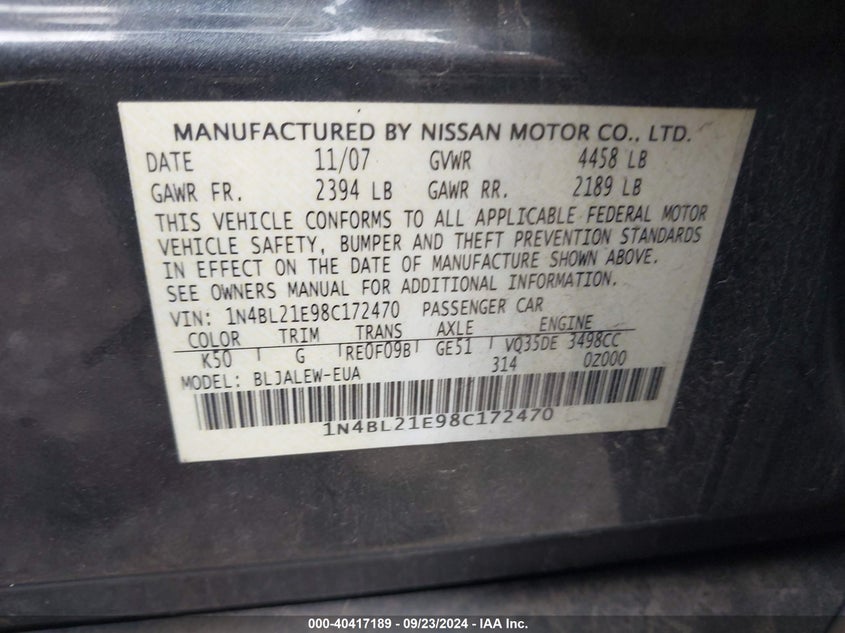 MANUFACTURED BY NISSAN MOTOR CO., LTD.
DATE 11/07 GVWR 4458 LB
GAWR FR. 2394 LB GAWR RR. 2189 LB
THIS VEHICLE CONFORMS TO ALL APPLICABLE FEDERAL MOTOR
VEHICLE SAFETY, BUMPER AND THEFT PREVENTION STANDARDS
IN EFFECT ON THE DATE OF MANUFACTURE SHOWN ABOVE.
SEE OWNERS MANUAL FOR ADDITIONAL INFORMATION.
VIN: 1N4BL21E98C172470 PASSENGER CAR
COLOR TRIM TRANS AXLE ENGINE
K50 G RE0F09B GE51 VQ35DE 3498CC
MODEL: BLJALEW-EUA 314 0Z000
1N4BL21E98C172470
000-40417189 - 09/23/2024 - IAA Inc.